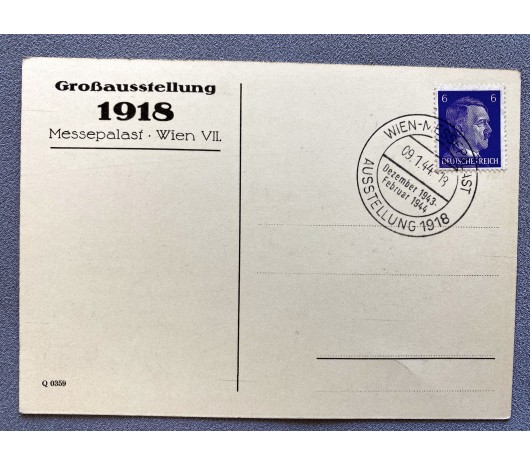 Großausstellung
1918
Messepalast · Wien VII.
6 6
DEUTSCHES REICH
WIEN-M
AST
09.1.44.-13
Dezember 1943-
Februar 1944
AUSSTELLUNG 1918
Q 0359